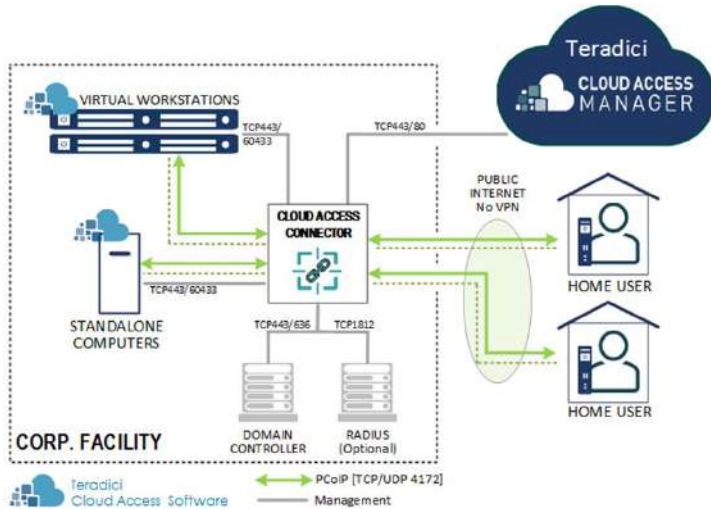 Teradici
CLOUD ACCESS
MANAGER
VIRTUAL WORKSTATIONS
TCP443/
60433
TCP443/80
PUBLIC
INTERNET
No VPN
CLOUD ACCESS
CONNECTOR
HOME USER
TCP443/60433
STANDALONE
COMPUTERS
TCP443/636
TCP1812
HOME USER
DOMAIN
CONTROLLER
RADIUS
(Optional)
CORP. FACILITY
Teradici
Cloud Access Software
PCoIP [TCP/UDP 4172]
Management